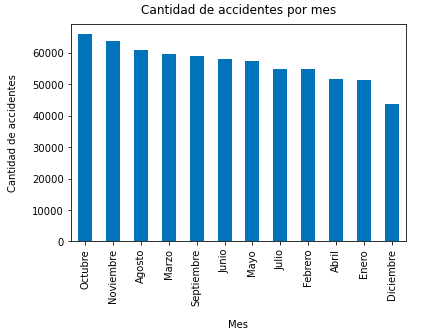 Cantidad de accidentes por mes
Cantidad de accidentes
60000
50000
40000
30000
20000
10000
0
Octubre
Noviembre
Agosto
Marzo
Septiembre
Junio
Mayo
Julio
Febrero
Abril
Enero
Diciembre
Mes